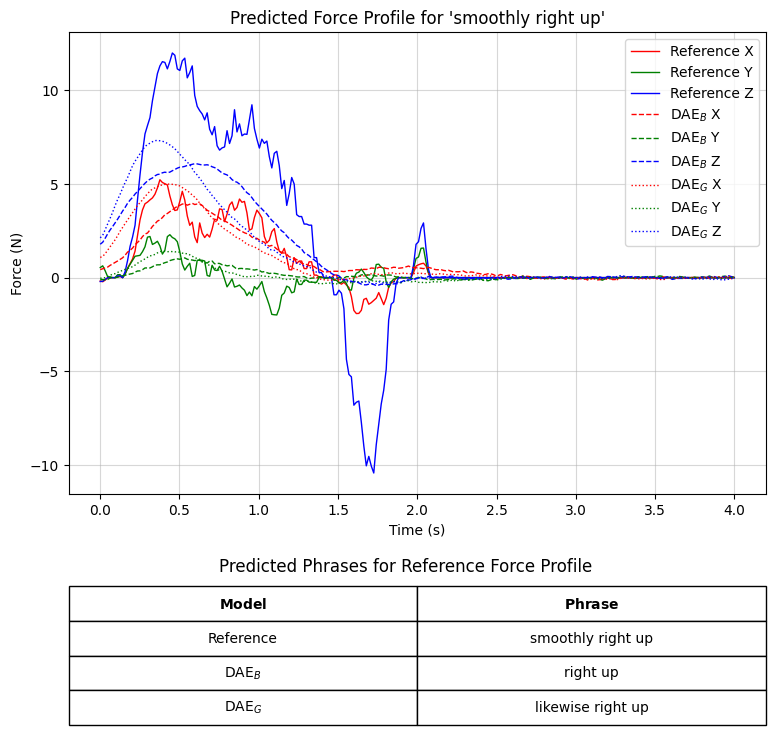 Predicted Force Profile for 'smoothly right up'
Reference X
Reference Y
Reference Z
DAE_B X
DAE_B Y
DAE_B Z
DAE_G X
DAE_G Y
DAE_G Z
Force (N)
10
5
0
−5
−10
0.0 0.5 1.0 1.5 2.0 2.5 3.0 3.5 4.0
Time (s)
Predicted Phrases for Reference Force Profile
Model Phrase
Reference smoothly right up
DAE_B right up
DAE_G likewise right up